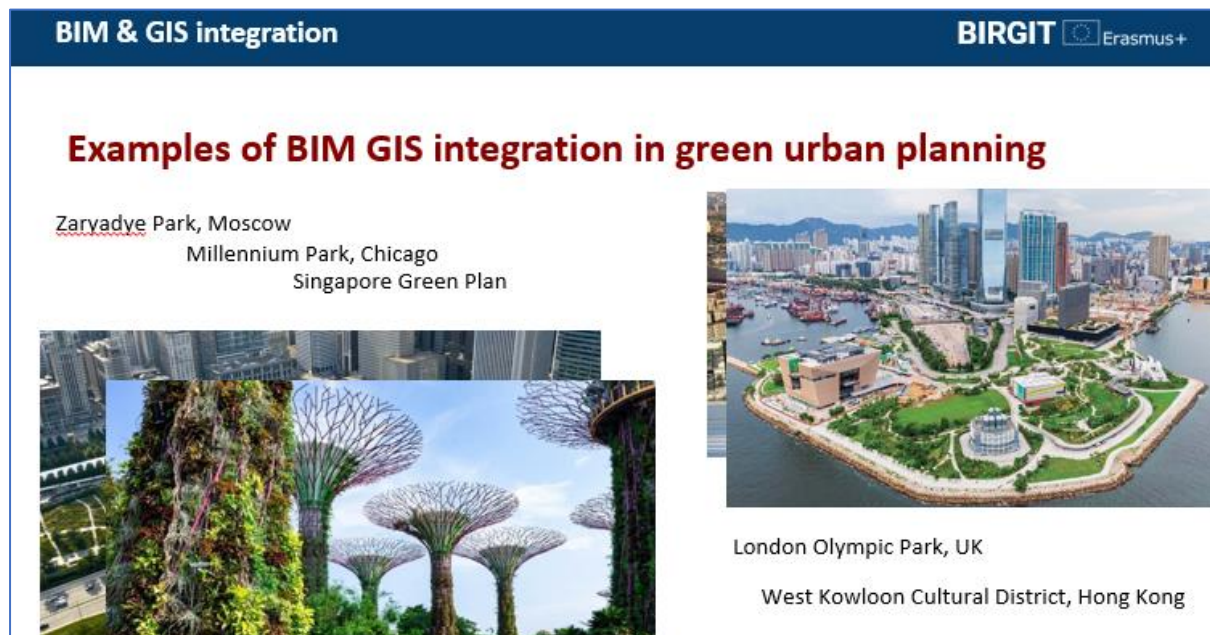 BIM & GIS integration
BIRGIT Erasmus+
Examples of BIM GIS integration in green urban planning
Zaryadye Park, Moscow
Millennium Park, Chicago
Singapore Green Plan
London Olympic Park, UK
West Kowloon Cultural District, Hong Kong